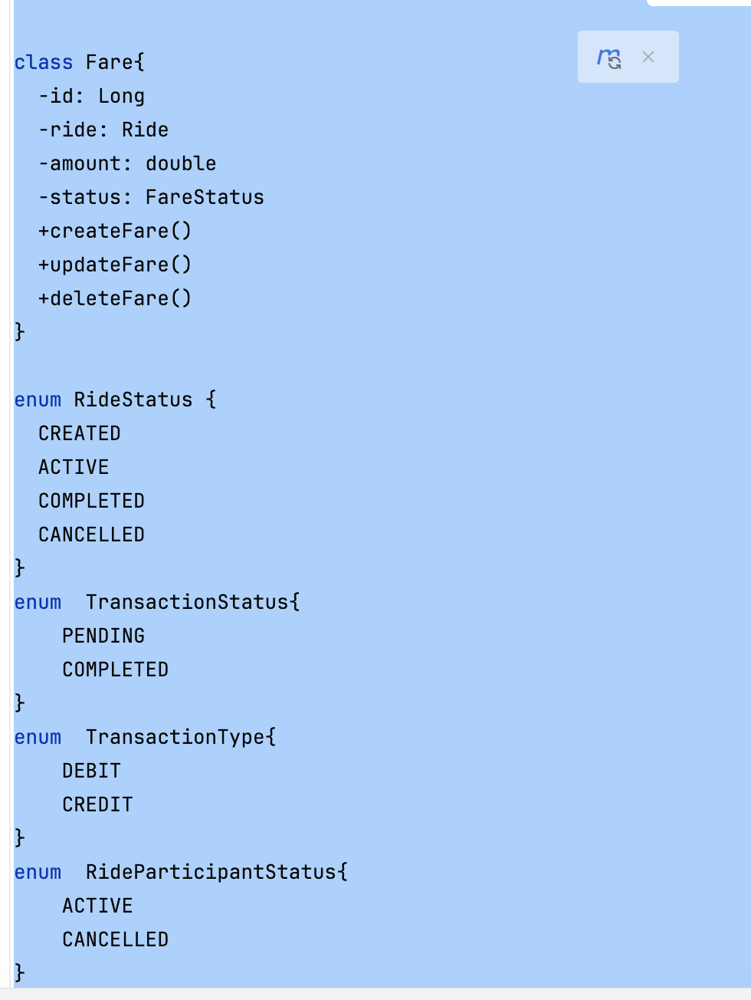 class Fare{
  -id: Long
  -ride: Ride
  -amount: double
  -status: FareStatus
  +createFare()
  +updateFare()
  +deleteFare()
}
enum RideStatus {
  CREATED
  ACTIVE
  COMPLETED
  CANCELLED
}
enum  TransactionStatus{
    PENDING
    COMPLETED
}
enum  TransactionType{
    DEBIT
    CREDIT
}
enum  RideParticipantStatus{
    ACTIVE
    CANCELLED
}